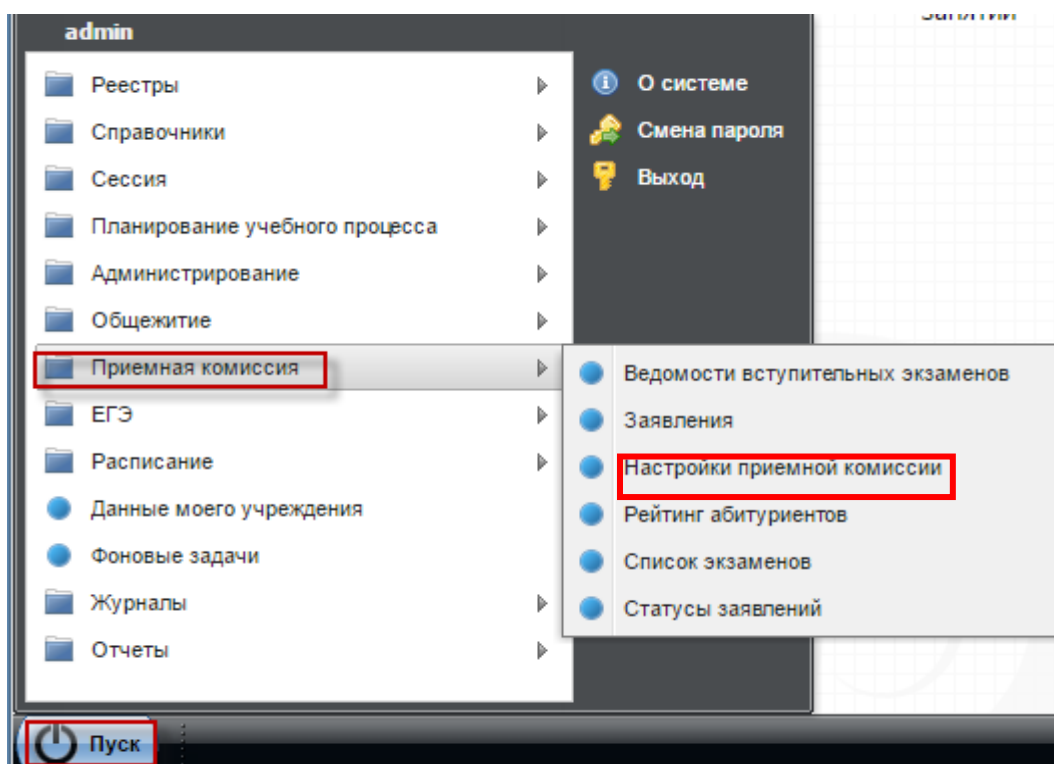 занятий
admin
Реестры
Справочники
Сессия
Планирование учебного процесса
Администрирование
Общежитие
Приемная комиссия
ЕГЭ
Расписание
Данные моего учреждения
Фоновые задачи
Журналы
Отчеты
О системе
Смена пароля
Выход
Ведомости вступительных экзаменов
Заявления
Настройки приемной комиссии
Рейтинг абитуриентов
Список экзаменов
Статусы заявлений
Пуск